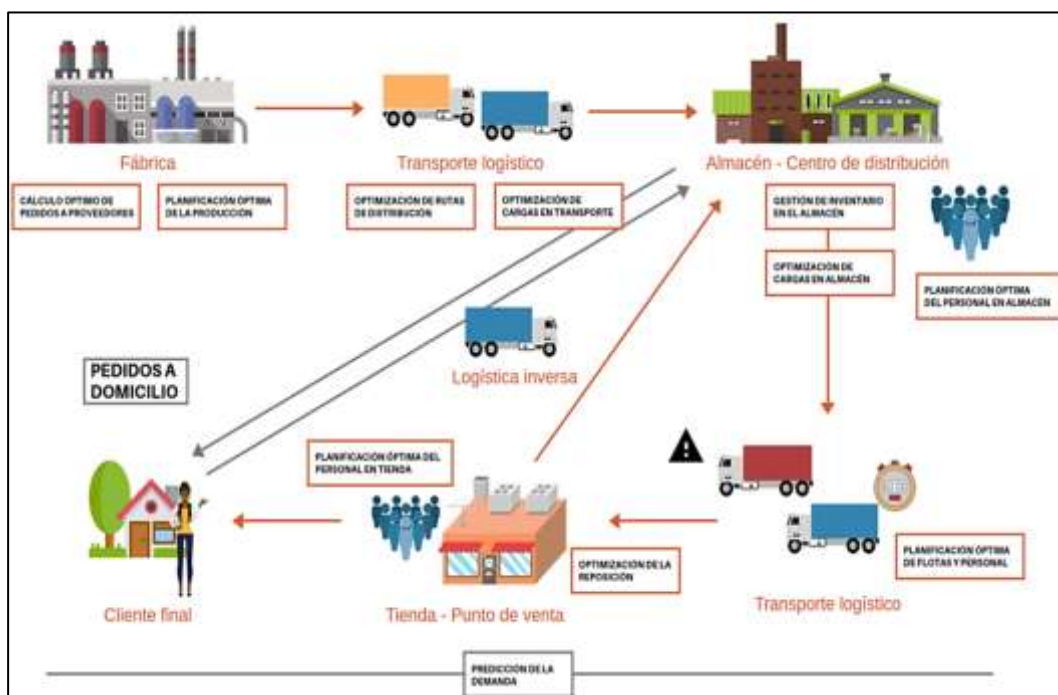 Fábrica
Transporte logístico
Almacén - Centro de distribución
CÁLCULO ÓPTIMO DE
PEDIDOS A PROVEEDORES
PLANIFICACIÓN ÓPTIMA
DE LA PRODUCCIÓN
OPTIMIZACIÓN DE RUTAS
DE DISTRIBUCIÓN
OPTIMIZACIÓN DE
CARGAS EN TRANSPORTE
GESTIÓN DE INVENTARIO
EN EL ALMACÉN
OPTIMIZACIÓN DE
CARGAS EN ALMACÉN
PLANIFICACIÓN ÓPTIMA
DEL PERSONAL EN ALMACÉN
Logística inversa
PEDIDOS A
DOMICILIO
PLANIFICACIÓN ÓPTIMA DEL
PERSONAL EN TIENDA
OPTIMIZACIÓN DE LA
REPOSICIÓN
PLANIFICACIÓN ÓPTIMA
DE FLOTAS Y PERSONAL
Cliente final
Tienda - Punto de venta
Transporte logístico
PREDICCIÓN DE LA
DEMANDA